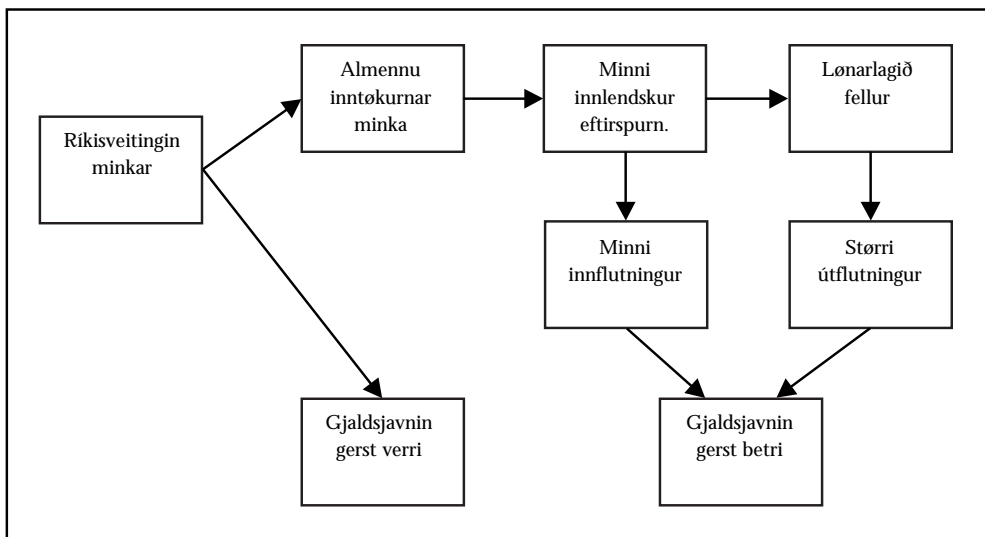 Ríkisveitingin
minkar
Almennu
inntøkurnar
minka
Minni
innlendskur
eftirspurn.
Lønarlagið
fellur
Minni
innflutningur
Størri
útflutningur
Gjaldsjavnin
gerst verri
Gjaldsjavnin
gerst betri